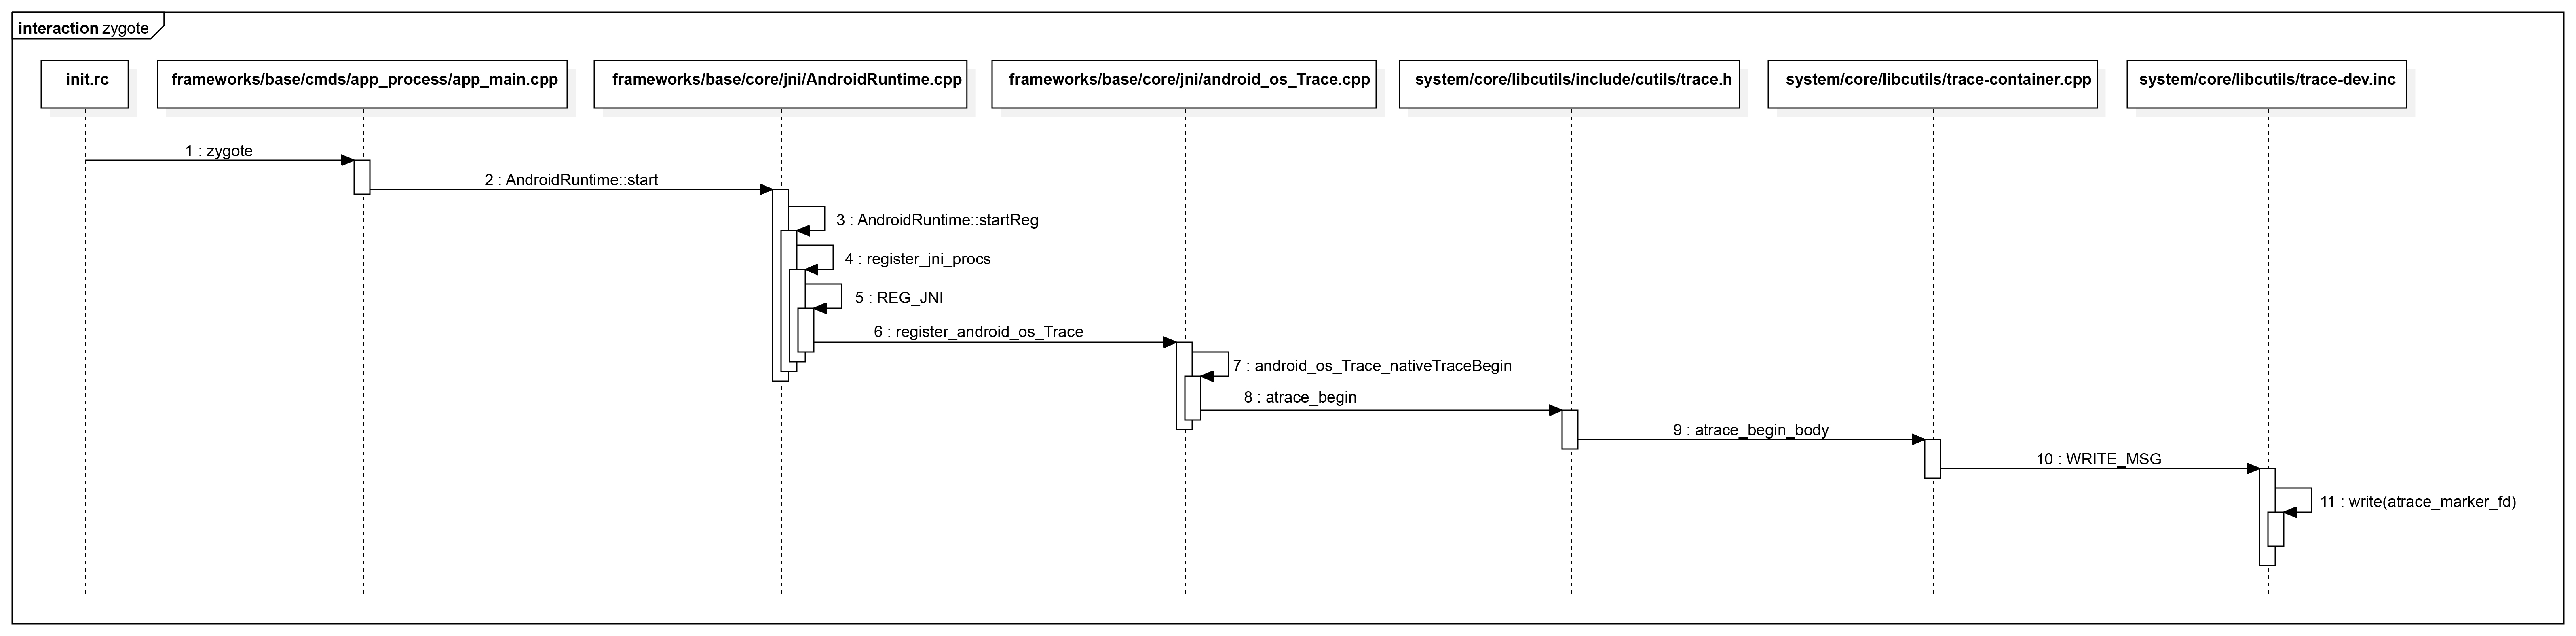 interaction zygote
init.rc
frameworks/base/cmds/app_process/app_main.cpp
frameworks/base/core/jni/AndroidRuntime.cpp
frameworks/base/core/jni/android_os_Trace.cpp
system/core/libcutils/include/cutils/trace.h
system/core/libcutils/trace-container.cpp
system/core/libcutils/trace-dev.inc
1 : zygote
2 : AndroidRuntime::start
3 : AndroidRuntime::startReg
4 : register_jni_procs
5 : REG_JNI
6 : register_android_os_Trace
7 : android_os_Trace_nativeTraceBegin
8 : atrace_begin
9 : atrace_begin_body
10 : WRITE_MSG
11 : write(atrace_marker_fd)